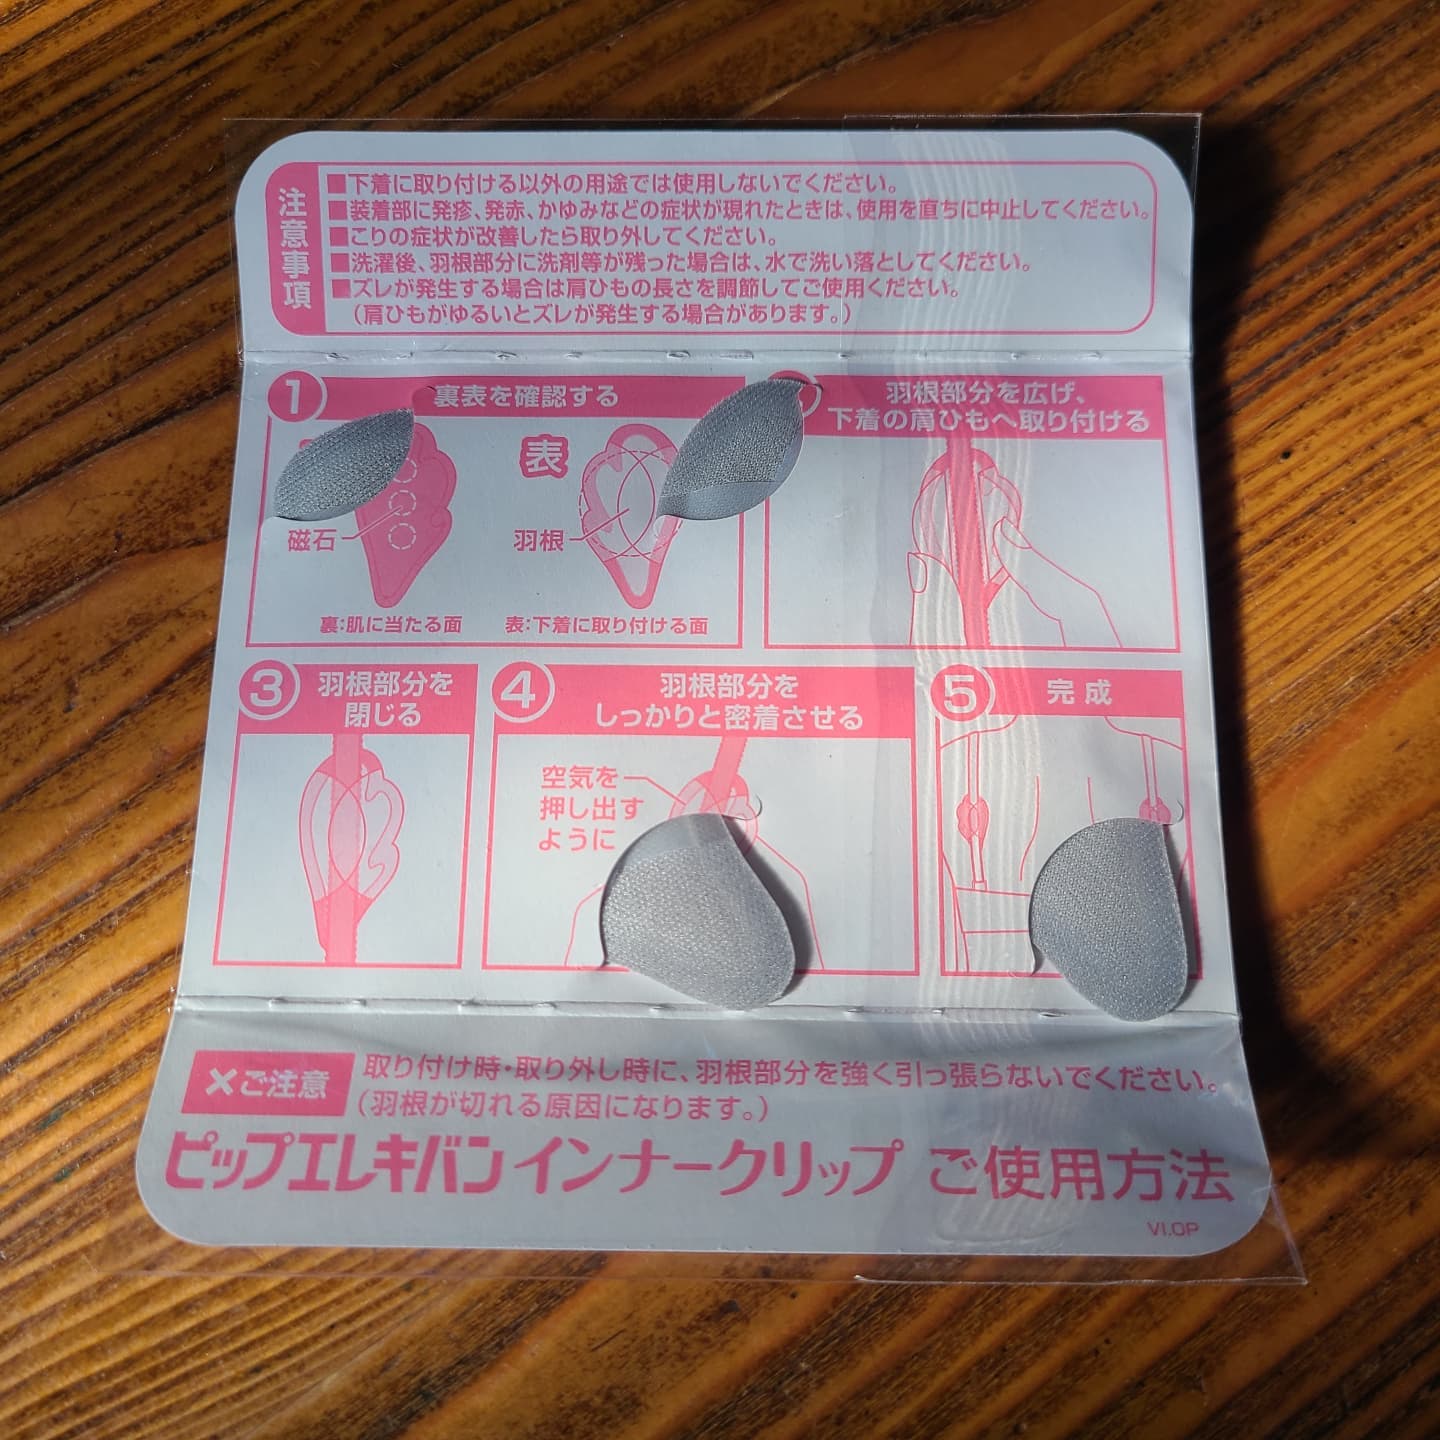 注意事項
■下着に取り付ける以外の用途では使用しないでください。
■装着部に発疹、発赤、かゆみなどの症状が現れたときは、使用を直ちに中止してください。
■こりの症状が改善したら取り外してください。
■洗濯後、羽根部分に洗剤等が残った場合は、水で洗い落としてください。
■ズレが発生する場合は肩ひもの長さを調節してご使用ください。
(肩ひもがゆるいとズレが発生する場合があります。)
1 裏表を確認する
表
磁石
羽根
裏:肌に当たる面
表:下着に取り付ける面
羽根部分を広げ、
下着の肩ひもへ取り付ける
3 羽根部分を
閉じる
4 羽根部分を
しっかりと密着させる
空気を
押し出す
ように
5 完成
×ご注意
取り付け時・取り外し時に、羽根部分を強く引っ張らないでください。
(羽根が切れる原因になります。)
ピップエレキバン インナークリップ ご使用方法
VI.OP